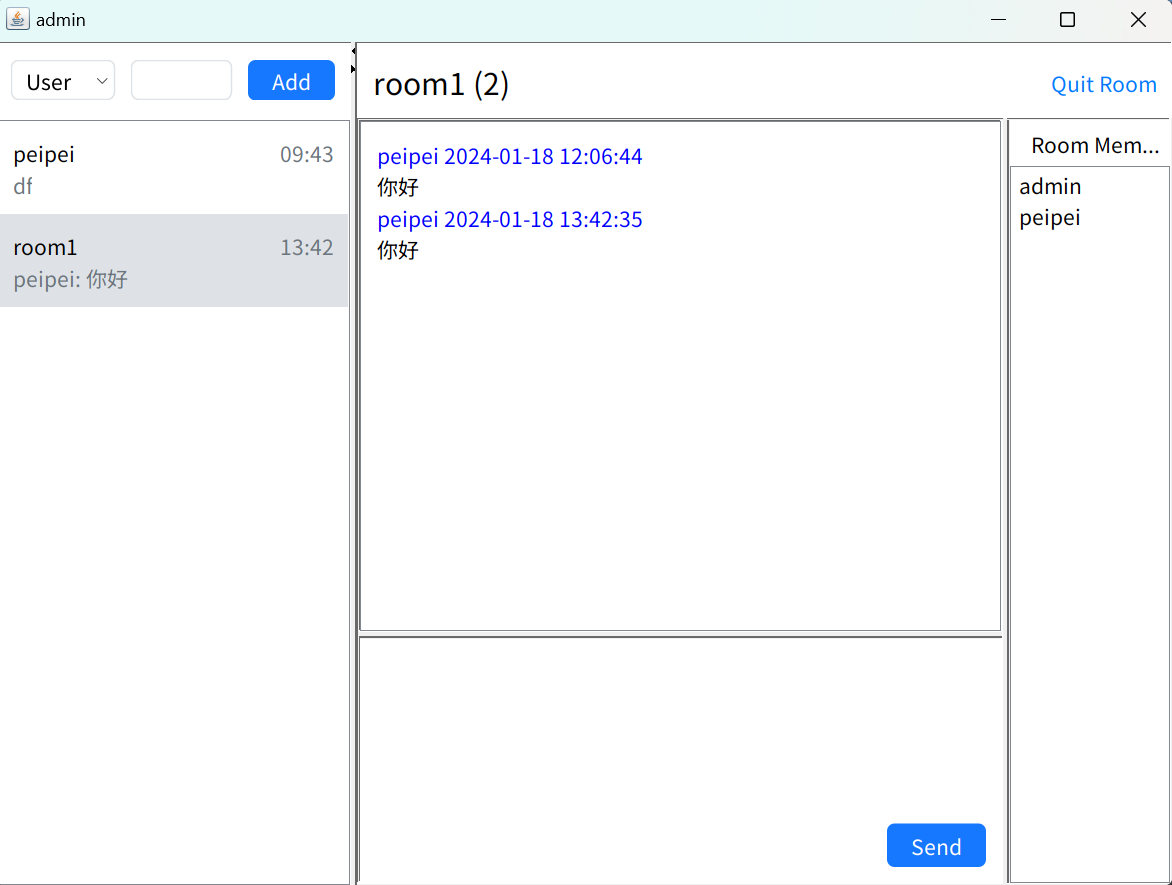 admin
User
Add
peipei 09:43
df
room1 13:42
peipei: 你好
room1 (2)
Quit Room
peipei 2024-01-18 12:06:44
你好
peipei 2024-01-18 13:42:35
你好
Send
Room Mem...
admin
peipei